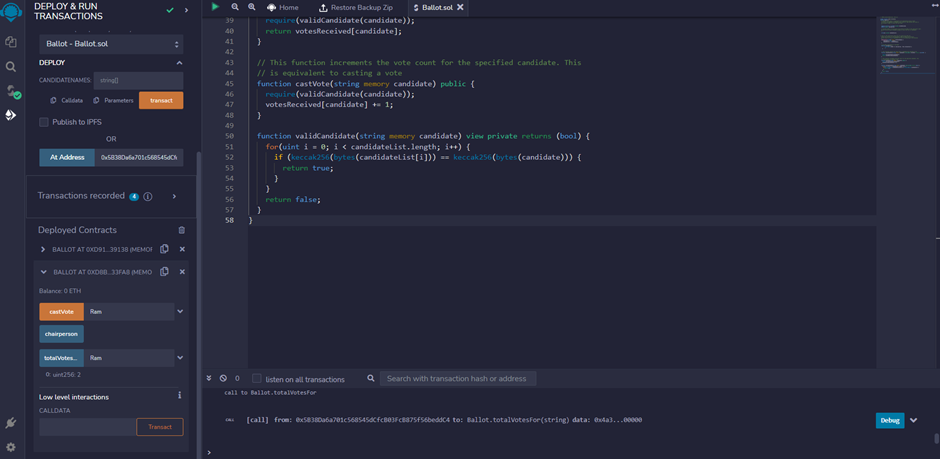 DEPLOY & RUN
TRANSACTIONS
Ballot - Ballot.sol
DEPLOY
CANDIDATENAMES: string[]
Calldata Parameters transact
Publish to IPFS
OR
At Address 0x5B38Da6a701c568545dCf
Transactions recorded 4 i
Deployed Contracts
BALLOT AT 0XD91...39138 (MEMOF
BALLOT AT 0XD8B...33FA8 (MEMO
Balance: 0 ETH
castVote Ram
chairperson
totalVotes... Ram
0: uint256: 2
Low level interactions i
CALLDATA
Transact
Home Restore Backup Zip Ballot.sol
39 require(validCandidate(candidate));
40 return votesReceived[candidate];
41 }
42
43 // This function increments the vote count for the specified candidate. This
44 // is equivalent to casting a vote
45 function castVote(string memory candidate) public {
46 require(validCandidate(candidate));
47 votesReceived[candidate] += 1;
48 }
49
50 function validCandidate(string memory candidate) view private returns (bool) {
51 for(uint i = 0; i < candidateList.length; i++) {
52 if (keccak256(bytes(candidateList[i])) == keccak256(bytes(candidate))) {
53 return true;
54 }
55 }
56 return false;
57 }
58 }
0 listen on all transactions Search with transaction hash or address
call to Ballot.totalVotesFor
CALL [call] from: 0x5B38Da6a701c568545dCfcB03FcB875f56beddC4 to: Ballot.totalVotesFor(string) data: 0x4a3...00000 Debug
>